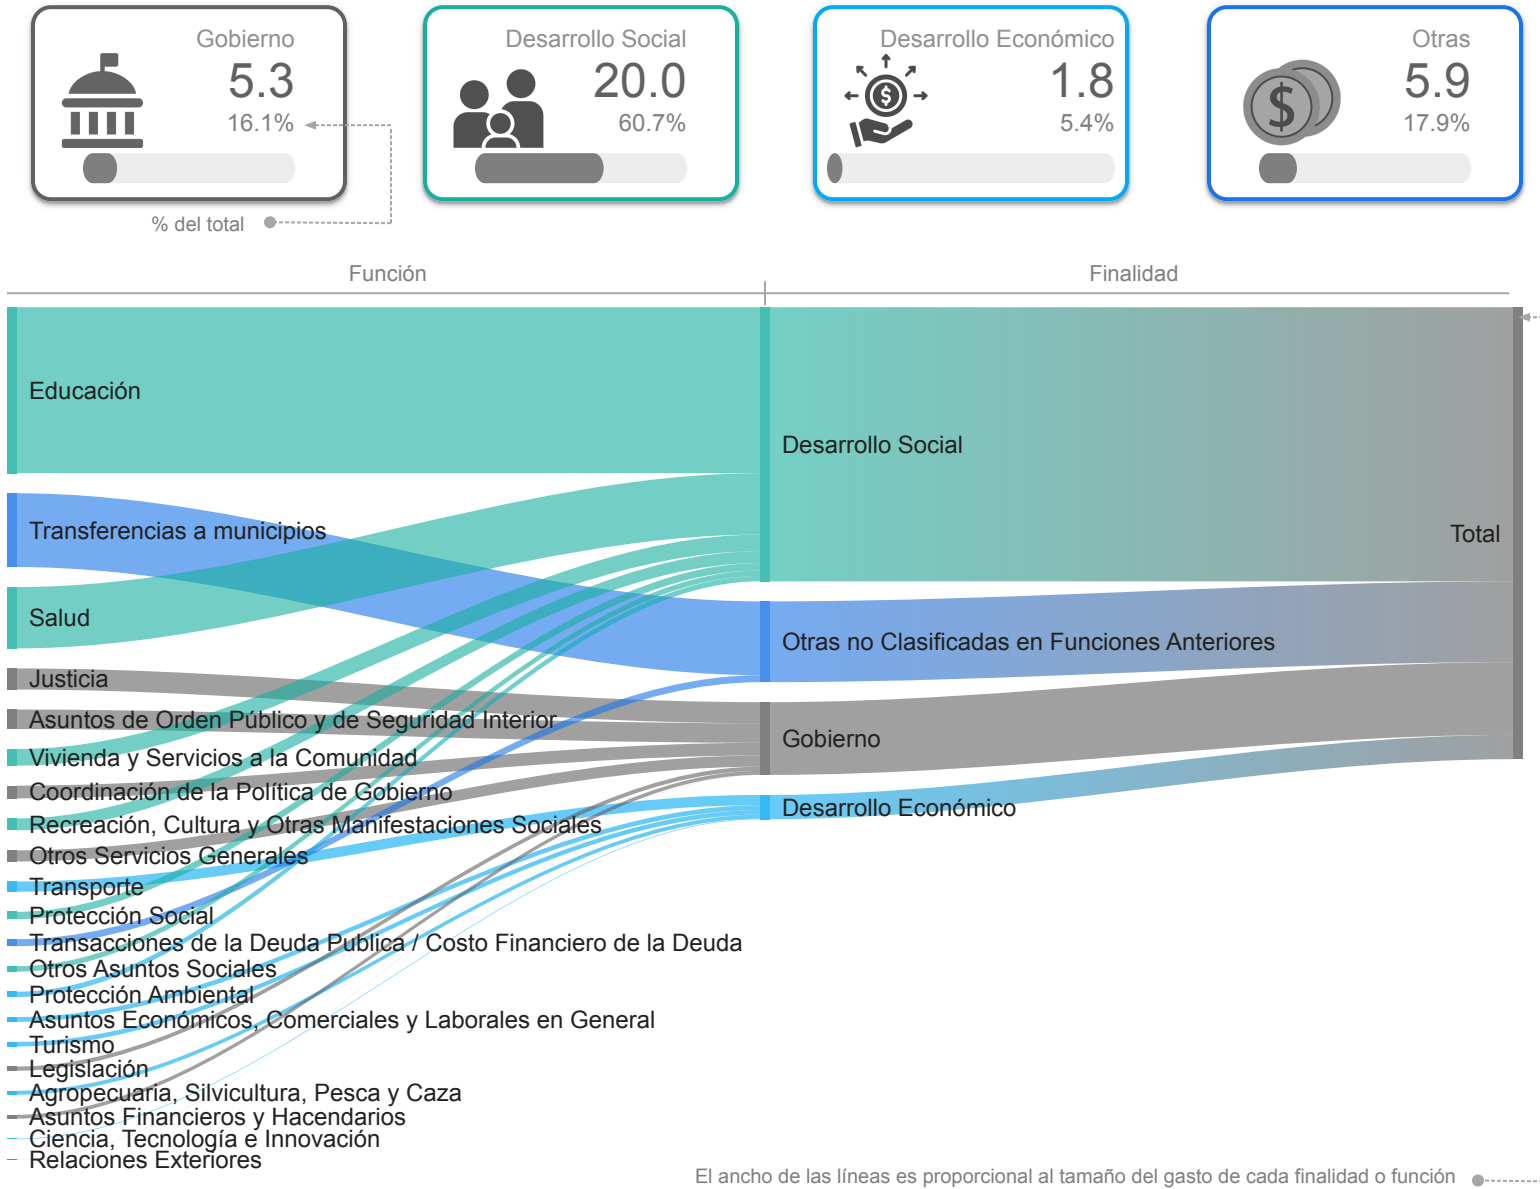 Gobierno
5.3
16.1%
Desarrollo Social
20.0
60.7%
Desarrollo Económico
1.8
5.4%
Otras
5.9
17.9%
% del total
Función
Finalidad
Educación
Transferencias a municipios
Salud
Justicia
Asuntos de Orden Público y de Seguridad Interior
Vivienda y Servicios a la Comunidad
Coordinación de la Política de Gobierno
Recreación, Cultura y Otras Manifestaciones Sociales
Otros Servicios Generales
Transporte
Protección Social
Transacciones de la Deuda Publica / Costo Financiero de la Deuda
Otros Asuntos Sociales
Protección Ambiental
Asuntos Económicos, Comerciales y Laborales en General
Turismo
Legislación
Agropecuaria, Silvicultura, Pesca y Caza
Asuntos Financieros y Hacendarios
Ciencia, Tecnología e Innovación
Relaciones Exteriores
Desarrollo Social
Otras no Clasificadas en Funciones Anteriores
Gobierno
Desarrollo Económico
Total
El ancho de las líneas es proporcional al tamaño del gasto de cada finalidad o función